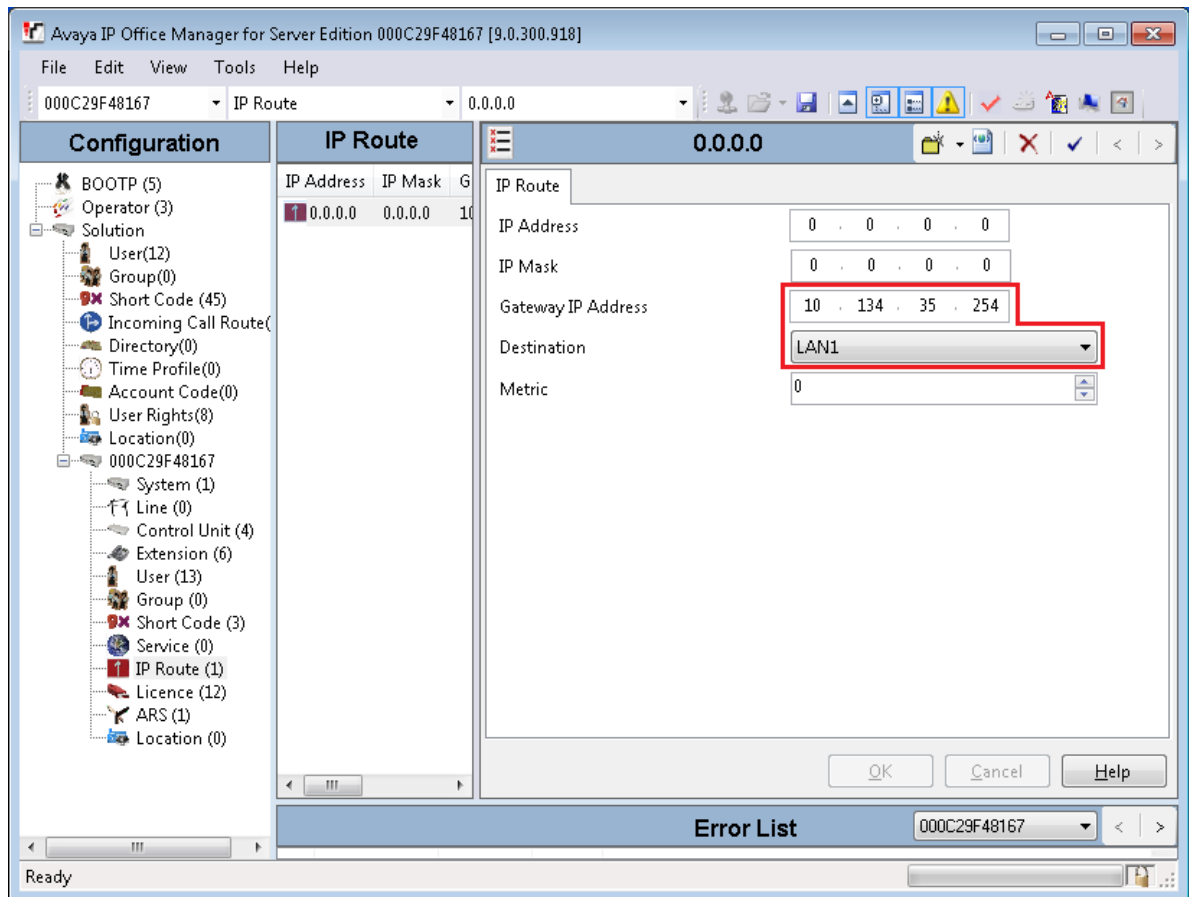 Avaya IP Office Manager for Server Edition 000C29F48167 [9.0.300.918]
File Edit View Tools Help
000C29F48167 IP Route 0.0.0.0
Configuration
BOOTP (5)
Operator (3)
Solution
User(12)
Group(0)
Short Code (45)
Incoming Call Route(
Directory(0)
Time Profile(0)
Account Code(0)
User Rights(8)
Location(0)
000C29F48167
System (1)
Line (0)
Control Unit (4)
Extension (6)
User (13)
Group (0)
Short Code (3)
Service (0)
IP Route (1)
Licence (12)
ARS (1)
Location (0)
IP Route
IP Address IP Mask G
0.0.0.0 0.0.0.0 10
0.0.0.0
IP Route
IP Address 0 . 0 . 0 . 0
IP Mask 0 . 0 . 0 . 0
Gateway IP Address 10 . 134 . 35 . 254
Destination LAN1
Metric 0
OK Cancel Help
Error List 000C29F48167
Ready